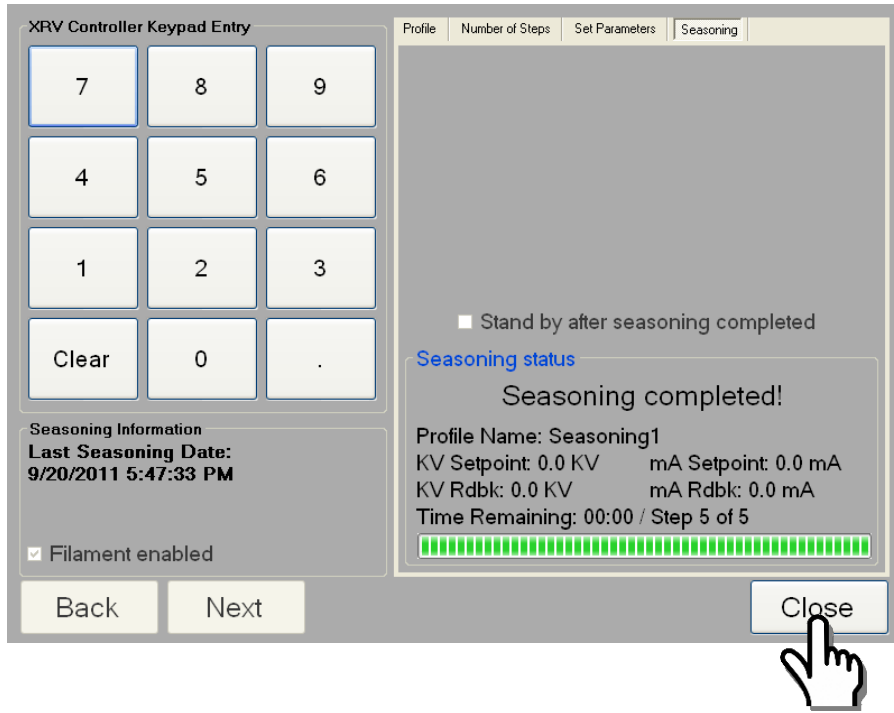 XRV Controller Keypad Entry
7 8 9
4 5 6
1 2 3
Clear 0 .
Seasoning Information
Last Seasoning Date:
9/20/2011 5:47:33 PM
Filament enabled
Back Next
Profile Number of Steps Set Parameters Seasoning
Stand by after seasoning completed
Seasoning status
Seasoning completed!
Profile Name: Seasoning1
KV Setpoint: 0.0 KV mA Setpoint: 0.0 mA
KV Rdbk: 0.0 KV mA Rdbk: 0.0 mA
Time Remaining: 00:00 / Step 5 of 5
Close